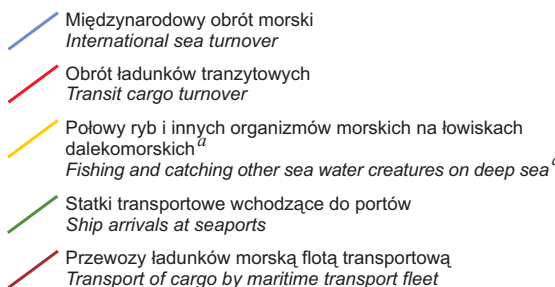 Międzynarodowy obrót morski
International sea turnover
Obrót ładunków tranzytowych
Transit cargo turnover
Połowy ryb i innych organizmów morskich na łowiskach
dalekomorskich a
Fishing and catching other sea water creatures on deep sea
Statki transportowe wchodzące do portów
Ship arrivals at seaports
Przewozy ładunków morską flotą transportową
Transport of cargo by maritime transport fleet